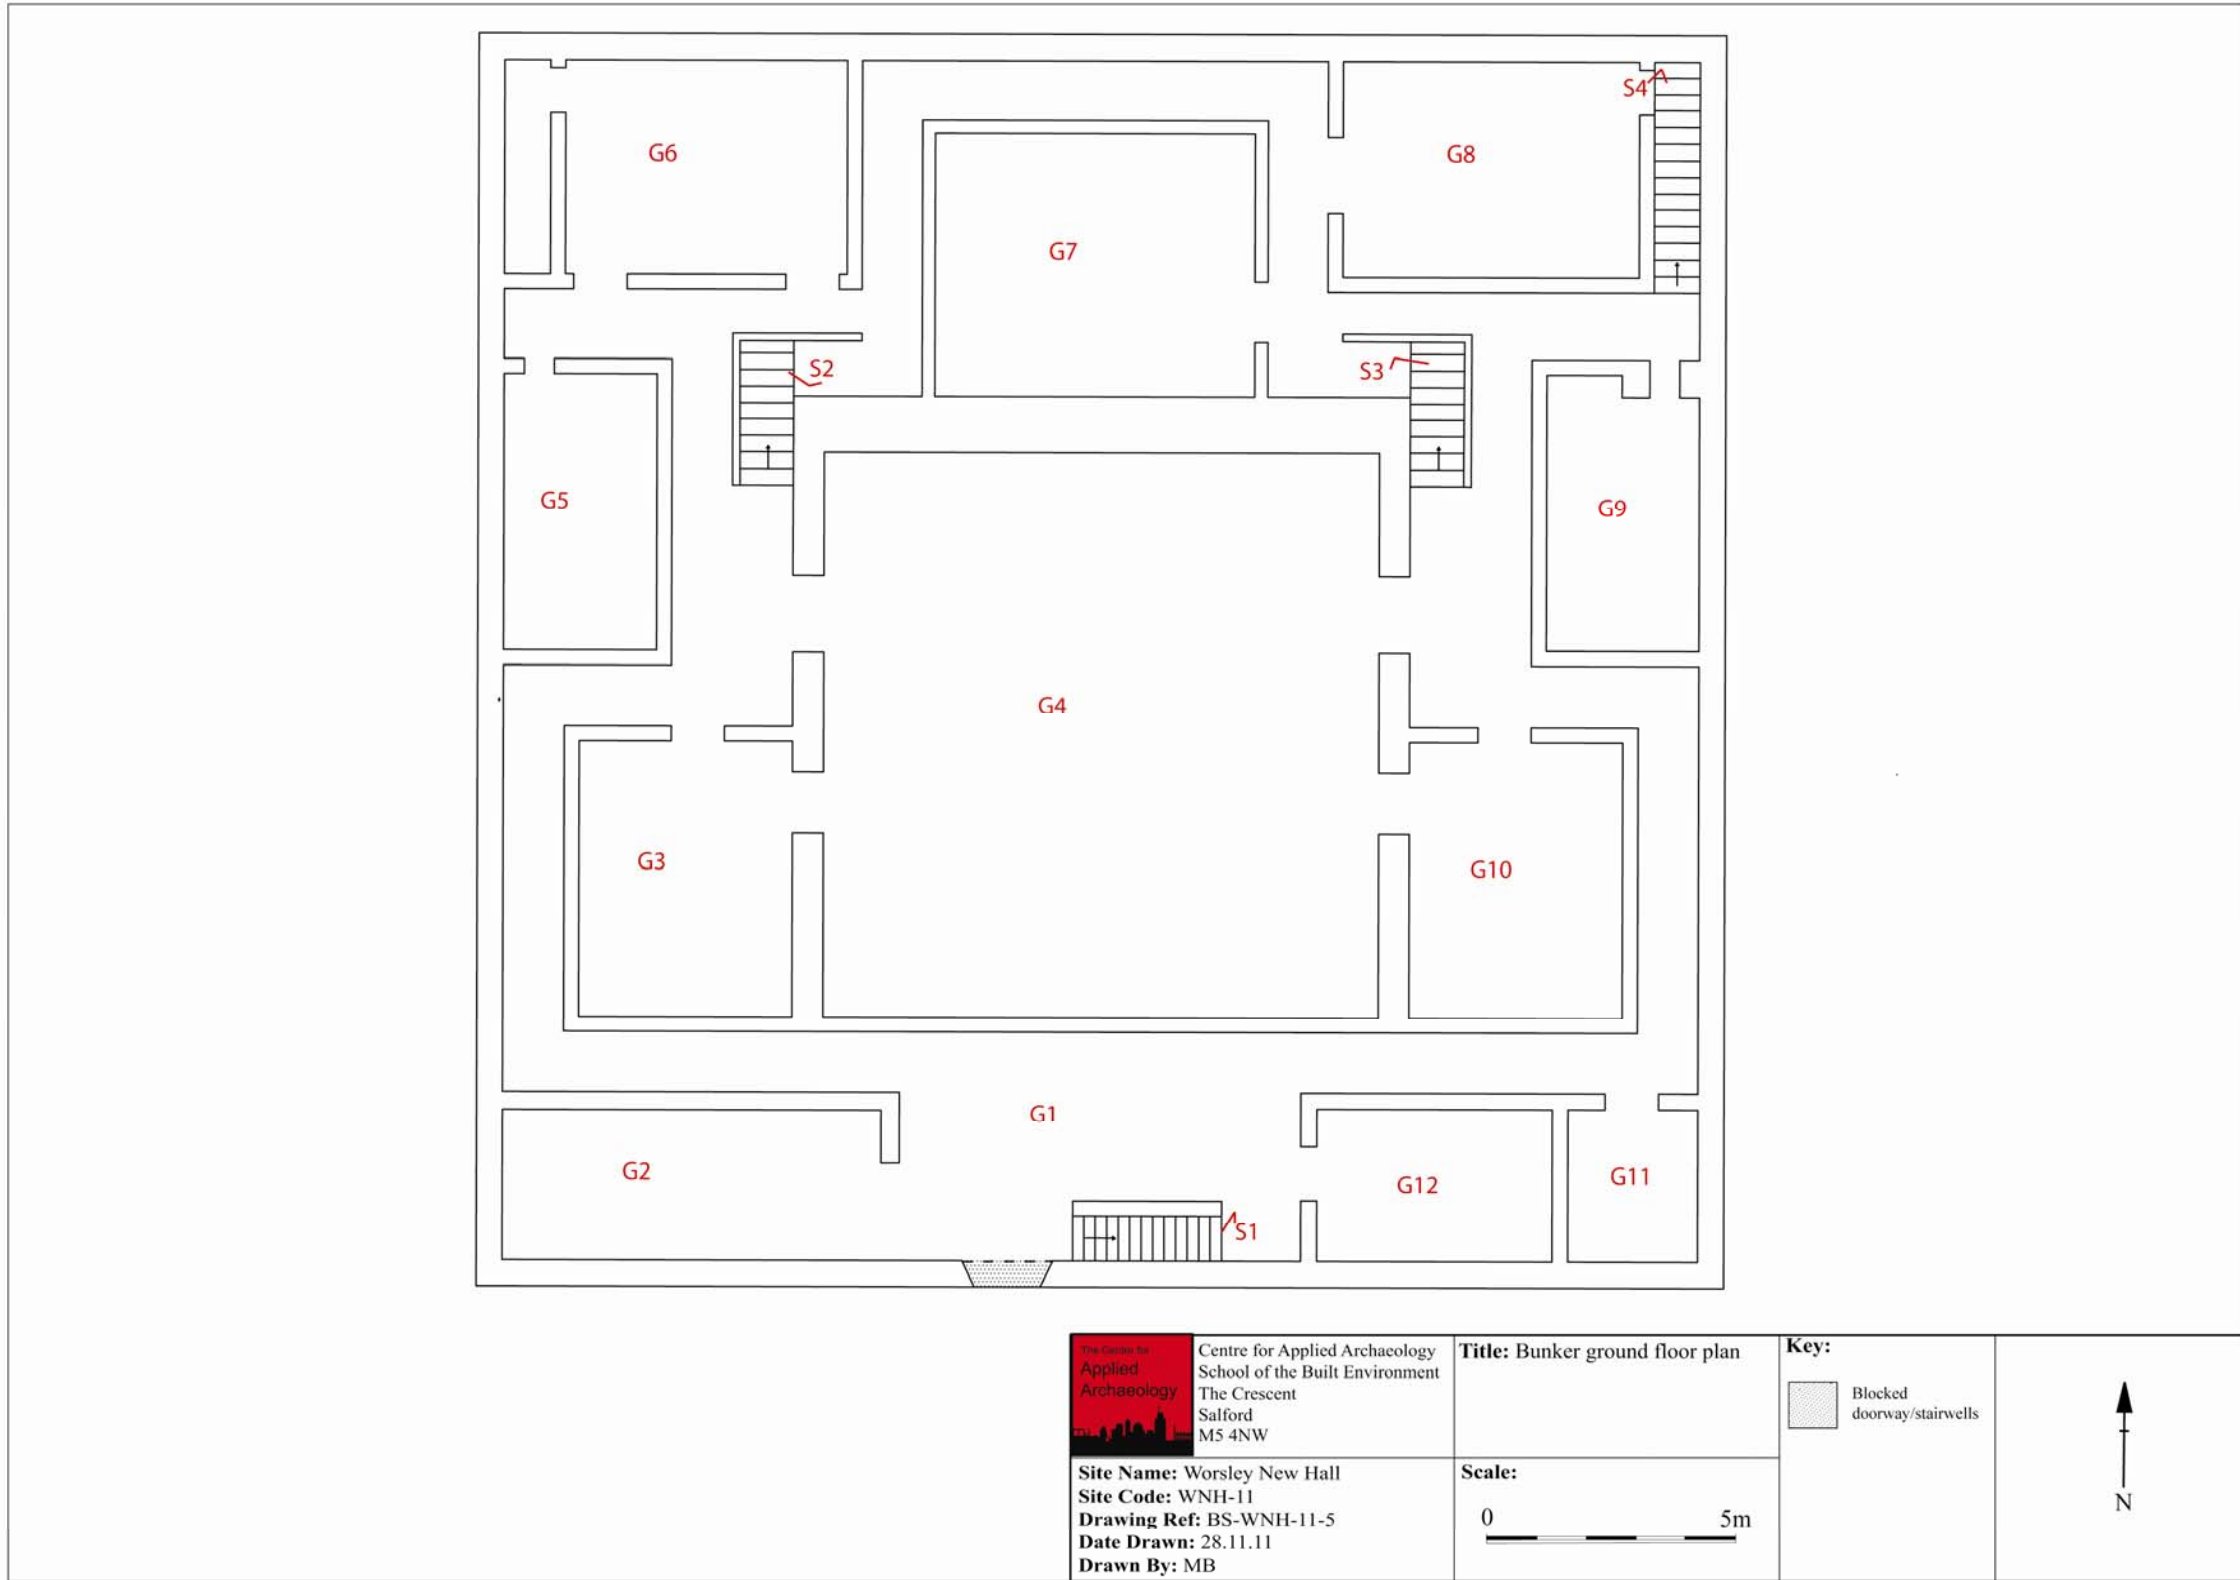 S4
G6
G8
G7
S2
S3
G5
G9
G4
G3
G10
G1
G2
G12
G11
S1
The Centre for
Applied
Archaeology
Centre for Applied Archaeology
School of the Built Environment
The Crescent
Salford
M5 4NW
Title: Bunker ground floor plan
Key:
Blocked
doorway/stairwells
Site Name: Worsley New Hall
Site Code: WNH-11
Drawing Ref: BS-WNH-11-5
Date Drawn: 28.11.11
Drawn By: MB
Scale:
0 5m
N